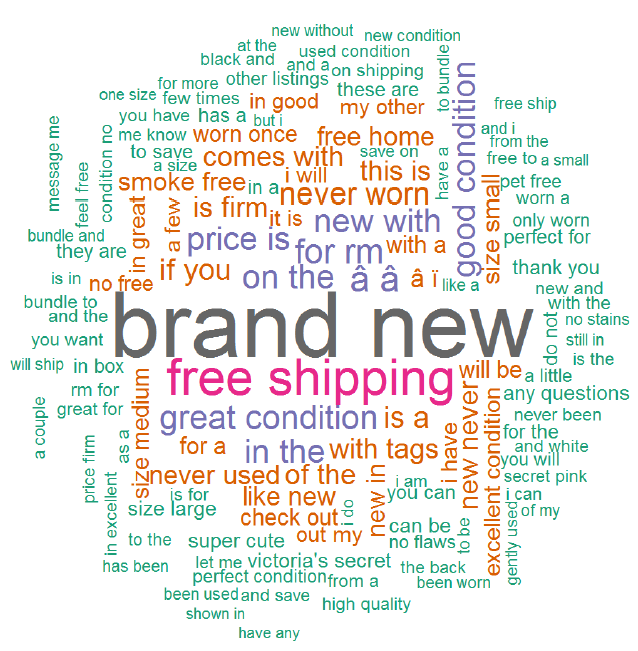 new without
new condition
at the
used condition
black and
and a
on shipping
to bundle
for more
other listings
these are
good condition
one size
few times
in good
my other
free ship
message me
you have
has a
but i
and i
me know
worn once
free home
from the
condition no
to save
comes with
save on
free to
a small
a size
i will
this is
have a
feel free
smoke free
in a
never worn
size small
pet free
worn a
is firm
it is
new with
only worn
bundle and
in great
a few
price is
for rm
with a
perfect for
they are
if you
on the
â â
â ï
like a
thank you
is in
no free
new and
bundle to
with the
and the
brand new
do not
no stains
you want
still in
will ship
in box
free shipping
will be
is the
a little
rm for
size medium
any questions
great for
great condition
is a
never been
a couple
for the
as a
for a
in the
with tags
i have
new never
excellent condition
and white
you will
price firm
never used
of the
new in
i am
secret pink
in excellent
is for
like new
you can
i can
size large
check out
i do
of my
can be
to the
super cute
out my
no flaws
to be
gently used
has been
let me
victoria's secret
the back
perfect condition
from a
been worn
been used
and save
high quality
shown in
have any